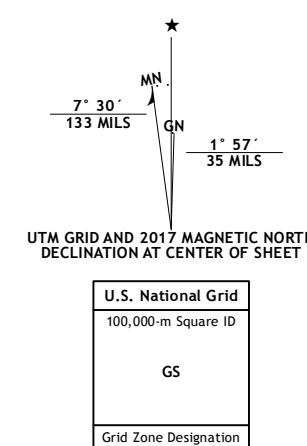 ★
MN
GN
7° 30´
133 MILS
1° 57´
35 MILS
UTM GRID AND 2017 MAGNETIC NORTH
DECLINATION AT CENTER OF SHEET
U.S. National Grid
100,000-m Square ID
GS
Grid Zone Designation